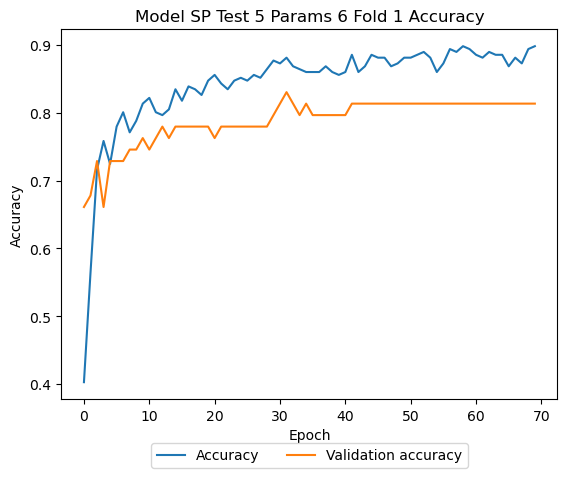 Model SP Test 5 Params 6 Fold 1 Accuracy
0.9
0.8
0.7
0.6
0.5
0.4
Accuracy
0 10 20 30 40 50 60 70
Epoch
Accuracy Validation accuracy